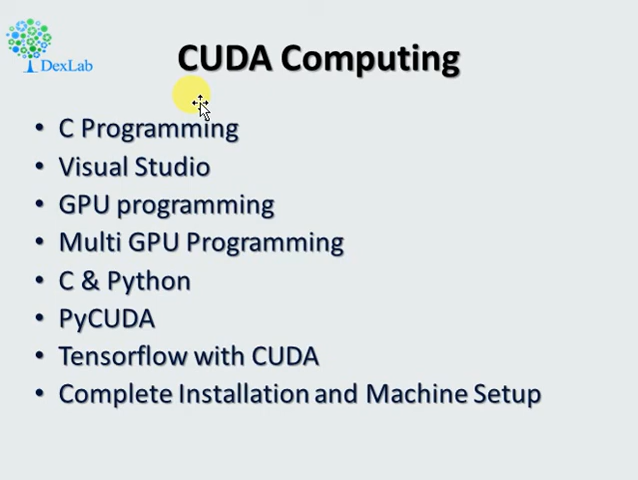 DexLab
CUDA Computing
• C Programming
• Visual Studio
• GPU programming
• Multi GPU Programming
• C & Python
• PyCUDA
• Tensorflow with CUDA
• Complete Installation and Machine Setup